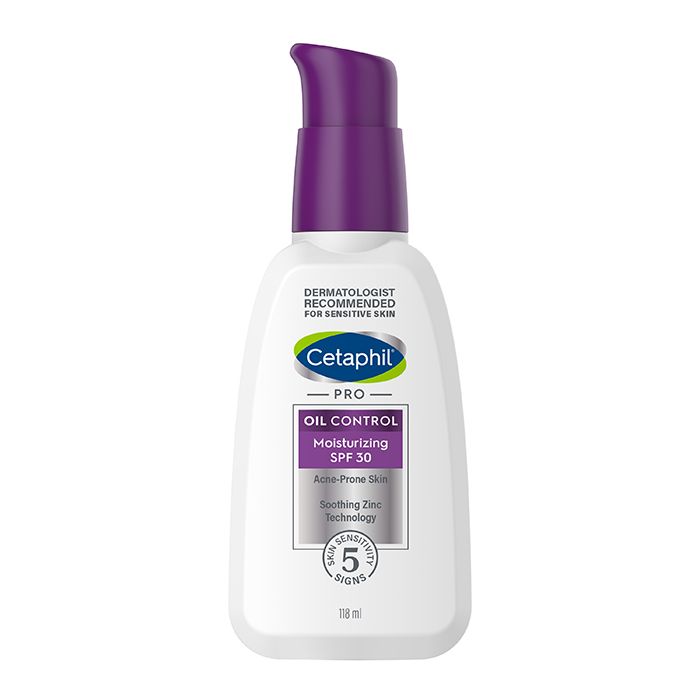 DERMATOLOGIST
RECOMMENDED
FOR SENSITIVE SKIN
Cetaphil®
PRO
OIL CONTROL
Moisturizing
SPF 30
Acne-Prone Skin
Soothing Zinc
Technology
SKIN SENSITIVITY
5
SIGNS
118 ml